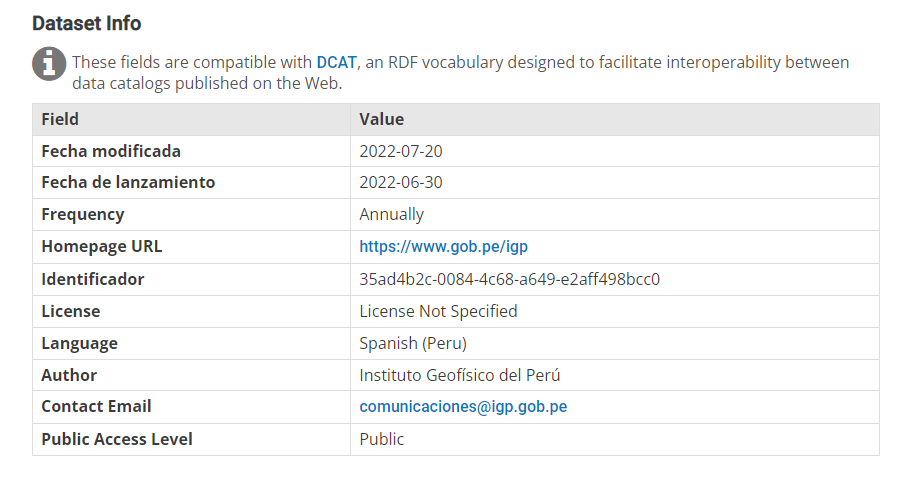 Dataset Info
These fields are compatible with DCAT, an RDF vocabulary designed to facilitate interoperability between
data catalogs published on the Web.
Field Value
Fecha modificada 2022-07-20
Fecha de lanzamiento 2022-06-30
Frequency Annually
Homepage URL https://www.gob.pe/igp
Identificador 35ad4b2c-0084-4c68-a649-e2aff498bcc0
License License Not Specified
Language Spanish (Peru)
Author Instituto Geofísico del Perú
Contact Email comunicaciones@igp.gob.pe
Public Access Level Public